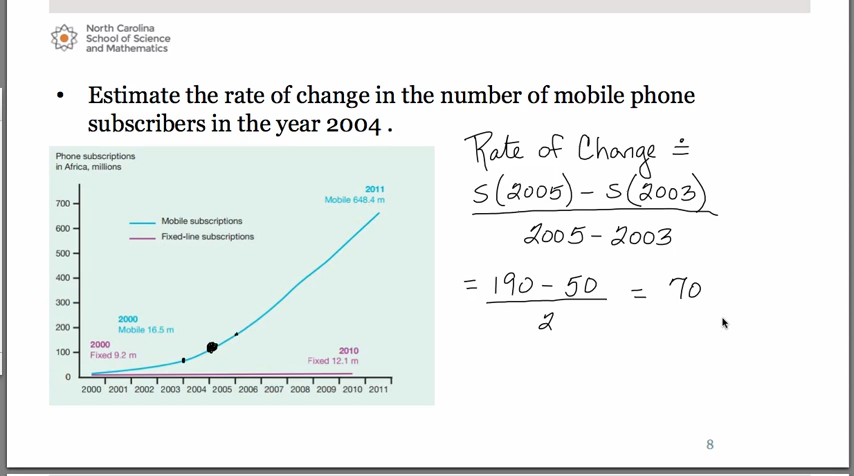 North Carolina
School of Science
and Mathematics
• Estimate the rate of change in the number of mobile phone
subscribers in the year 2004 .
Phone subscriptions
in Africa, millions
700
600
500
400
300
200
100
0
Mobile subscriptions
Fixed-line subscriptions
2011
Mobile 648.4 m
2000
Mobile 16.5 m
2000
Fixed 9.2 m
2010
Fixed 12.1 m
2000 2001 2002 2003 2004 2005 2006 2007 2008 2009 2010 2011
Rate of Change ≐
S(2005) - S(2003)
2005 - 2003
= 190 - 50 = 70
2
8